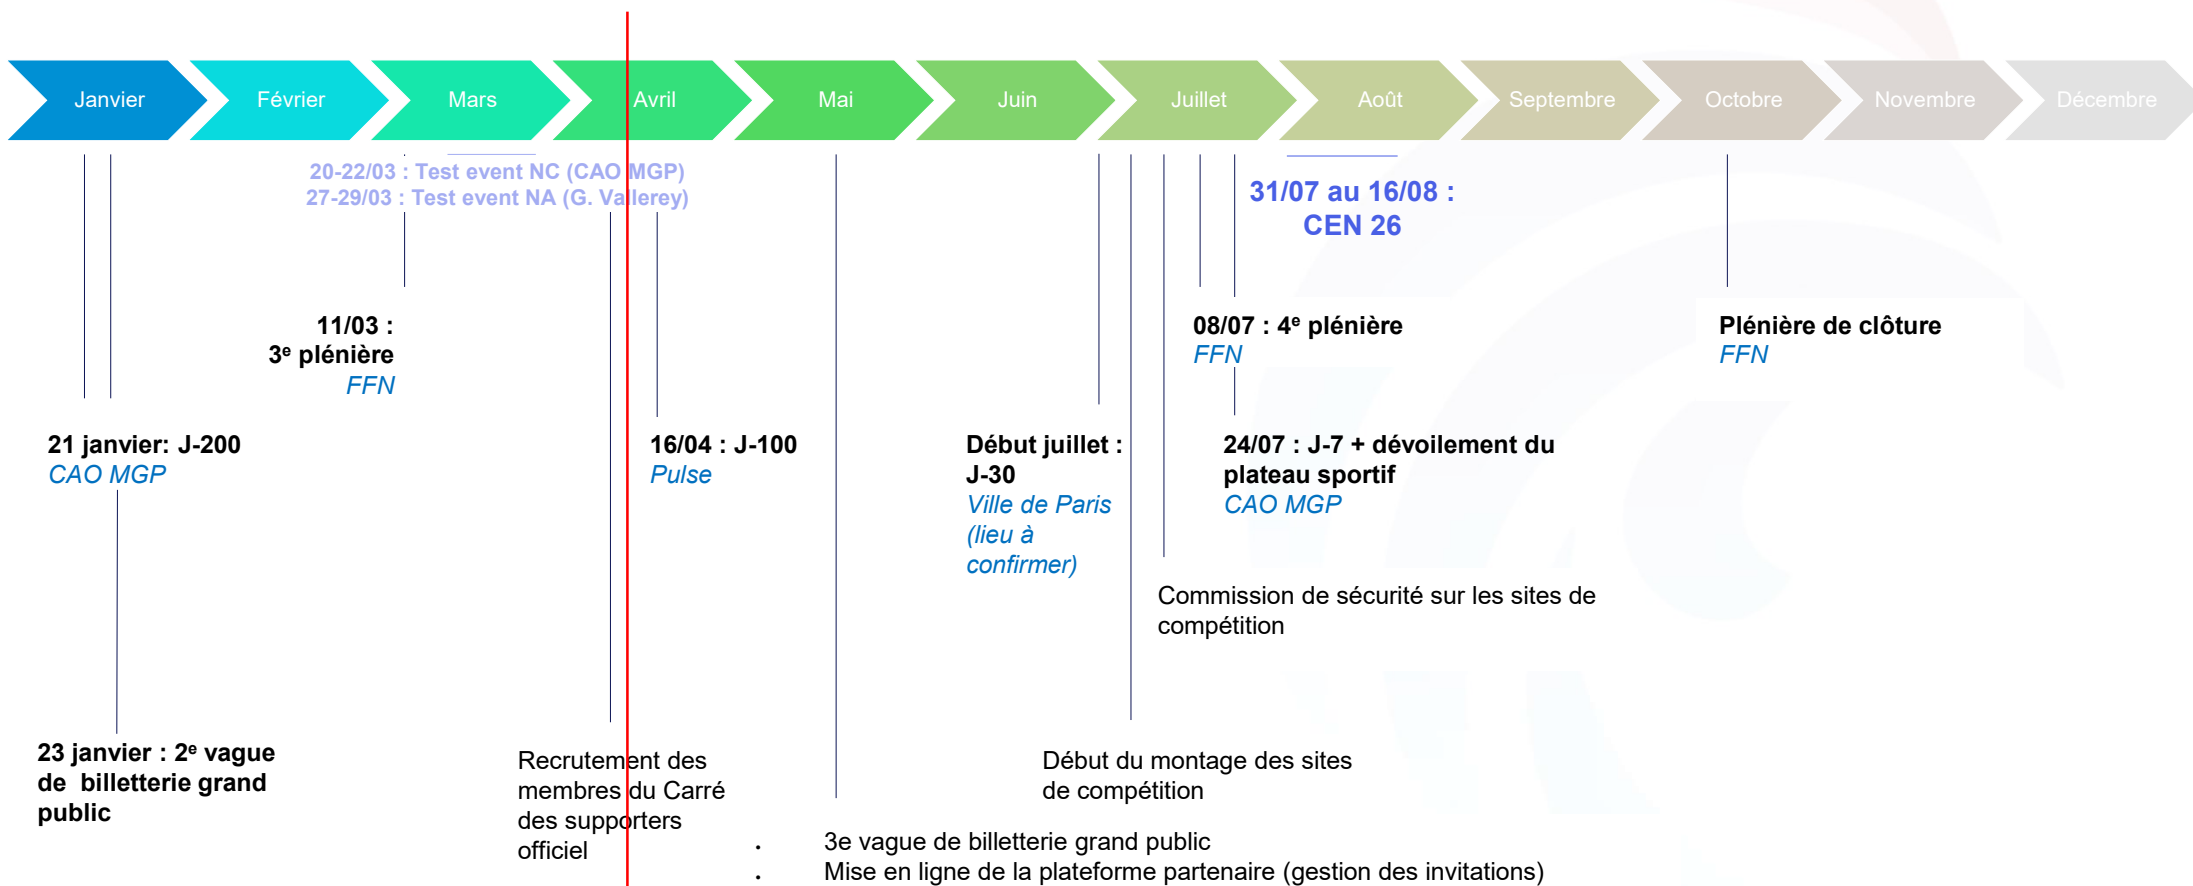 Janvier
Février
Mars
Avril
Mai
Juin
Juillet
Août
Septembre
Octobre
Novembre
Décembre
20-22/03 : Test event NC (CAO MGP)
27-29/03 : Test event NA (G. Vallerey)
31/07 au 16/08 :
CEN 26
11/03 :
3e plénière
FFN
08/07 : 4e plénière
FFN
Plénière de clôture
FFN
21 janvier: J-200
CAO MGP
16/04 : J-100
Pulse
Début juillet :
J-30
Ville de Paris
(lieu à
confirmer)
24/07 : J-7 + dévoilement du
plateau sportif
CAO MGP
Commission de sécurité sur les sites de
compétition
23 janvier : 2e vague
de billetterie grand
public
Recrutement des
membres du Carré
des supporters
officiel
Début du montage des sites
de compétition
• 3e vague de billetterie grand public
• Mise en ligne de la plateforme partenaire (gestion des invitations)